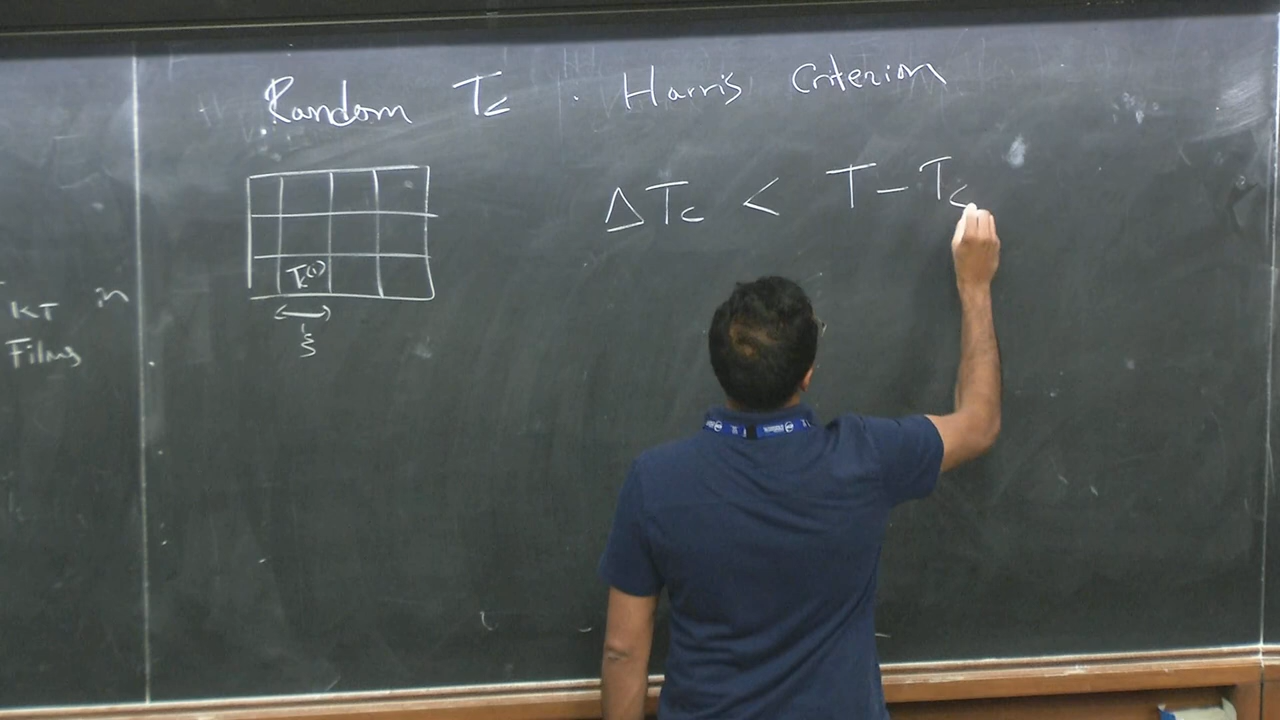 Random Tc . Harris Criterion
ΔTc < T - Tc
Tc(i)
ξ
KT in
Films